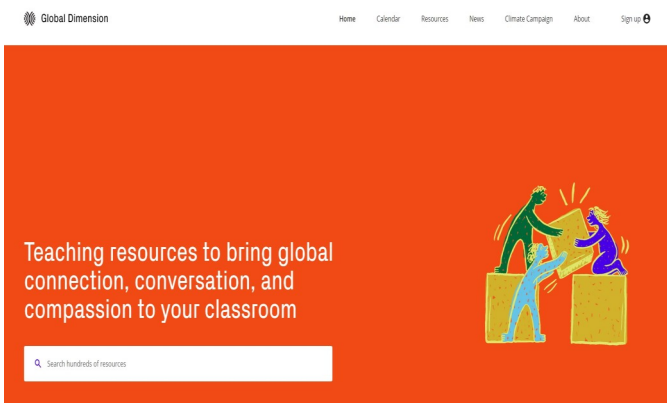 Global Dimension
Home Calendar Resources News Climate Campaign About Sign up
Teaching resources to bring global
connection, conversation, and
compassion to your classroom
Search hundreds of resources